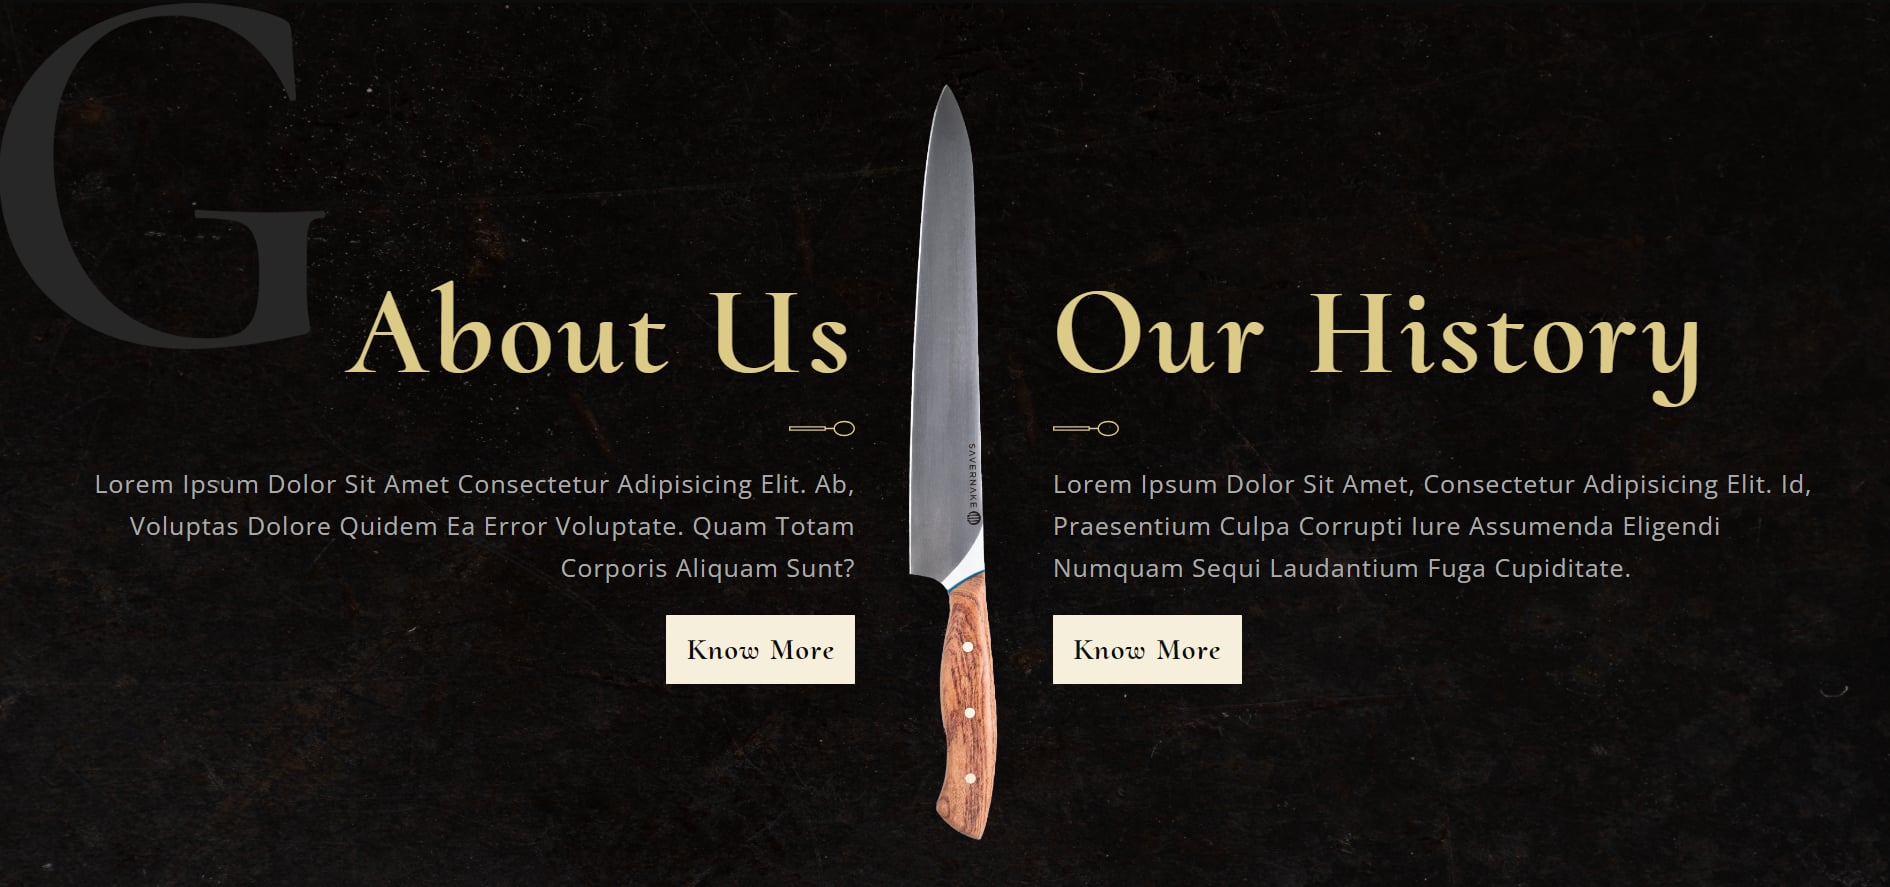 G
About Us
Lorem Ipsum Dolor Sit Amet Consectetur Adipisicing Elit. Ab,
Voluptas Dolore Quidem Ea Error Voluptate. Quam Totam
Corporis Aliquam Sunt?
Know More
SAVERNAKE
Our History
Lorem Ipsum Dolor Sit Amet, Consectetur Adipisicing Elit. Id,
Praesentium Culpa Corrupti Iure Assumenda Eligendi
Numquam Sequi Laudantium Fuga Cupiditate.
Know More